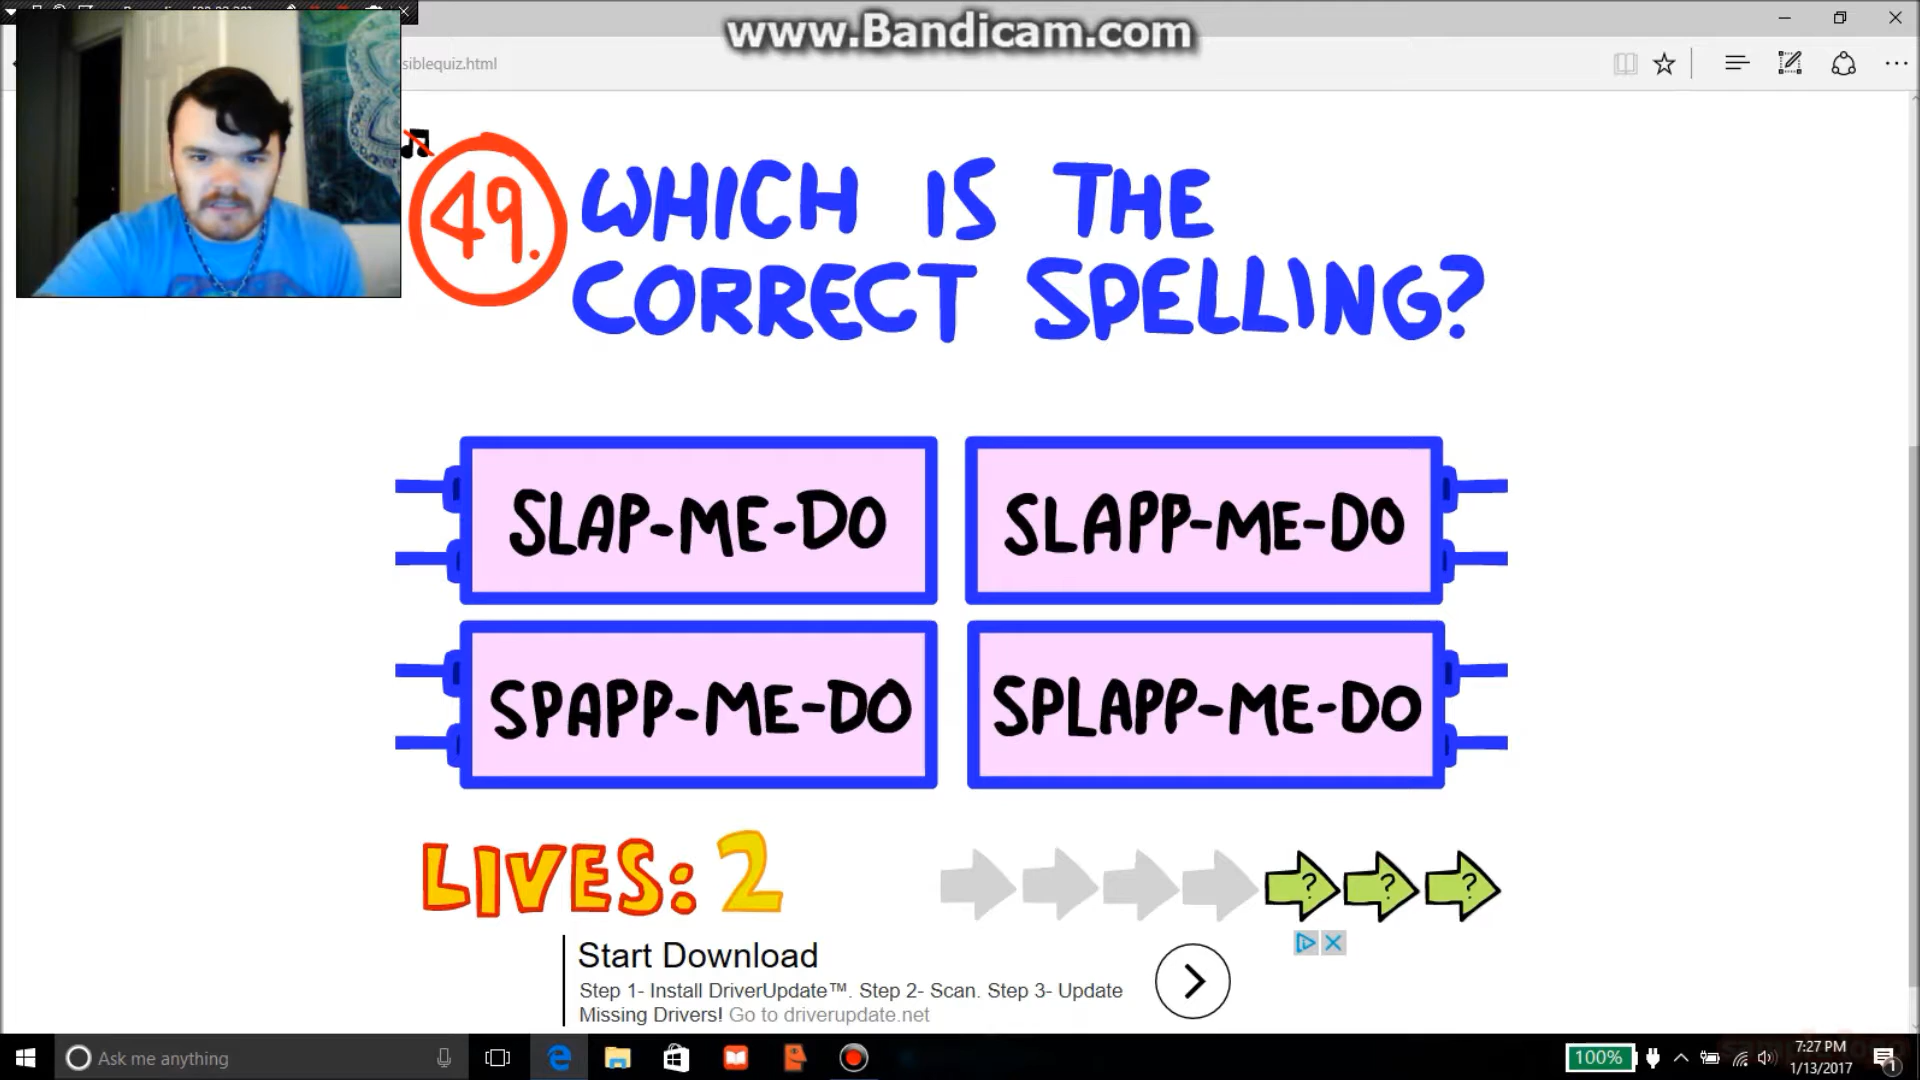 www.Bandicam.com
siblequiz.html
49. WHICH IS THE
CORRECT SPELLING?
SLAP-ME-DO
SLAPP-ME-DO
SPAPP-ME-DO
SPLAPP-ME-DO
LIVES: 2
? ? ?
Start Download
Step 1- Install DriverUpdate™. Step 2- Scan. Step 3- Update
Missing Drivers! Go to driverupdate.net
Ask me anything
100%
7:27 PM
1/13/2017
1